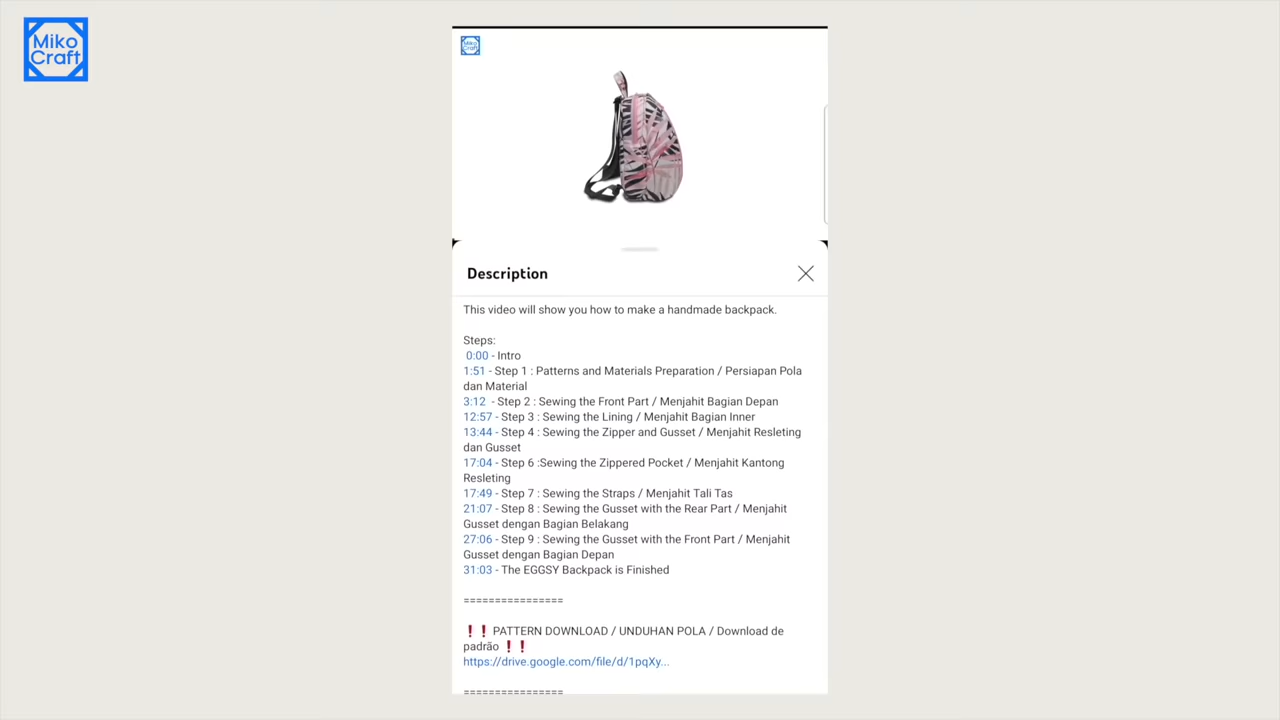 Miko
Craft
Miko
Craft
Description
This video will show you how to make a handmade backpack.
Steps:
0:00 - Intro
1:51 - Step 1 : Patterns and Materials Preparation / Persiapan Pola
dan Material
3:12 - Step 2 : Sewing the Front Part / Menjahit Bagian Depan
12:57 - Step 3 : Sewing the Lining / Menjahit Bagian Inner
13:44 - Step 4 : Sewing the Zipper and Gusset / Menjahit Resleting
dan Gusset
17:04 - Step 6 :Sewing the Zippered Pocket / Menjahit Kantong
Resleting
17:49 - Step 7 : Sewing the Straps / Menjahit Tali Tas
21:07 - Step 8 : Sewing the Gusset with the Rear Part / Menjahit
Gusset dengan Bagian Belakang
27:06 - Step 9 : Sewing the Gusset with the Front Part / Menjahit
Gusset dengan Bagian Depan
31:03 - The EGGSY Backpack is Finished
================
❗❗ PATTERN DOWNLOAD / UNDUHAN POLA / Download de
padrão ❗❗
https://drive.google.com/file/d/1pqXy...
================